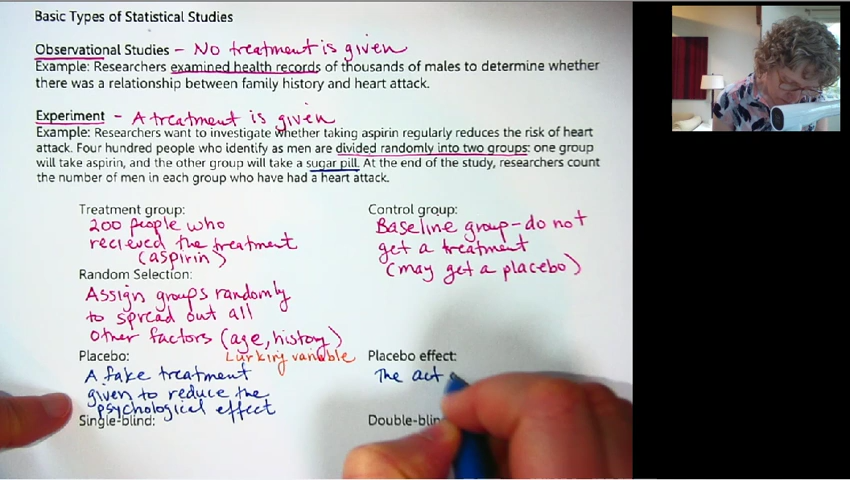 Basic Types of Statistical Studies
Observational Studies - No treatment is given
Example: Researchers examined health records of thousands of males to determine whether
there was a relationship between family history and heart attack.
Experiment - A treatment is given
Example: Researchers want to investigate whether taking aspirin regularly reduces the risk of heart
attack. Four hundred people who identify as men are divided randomly into two groups: one group
will take aspirin, and the other group will take a sugar pill. At the end of the study, researchers count
the number of men in each group who have had a heart attack.
Treatment group:
200 people who
recieved the treatment
(aspirin)
Control group:
Baseline group - do not
get a treatment
(may get a placebo)
Random Selection:
Assign groups randomly
to spread out all
other factors (age, history)
Lurking variable
Placebo:
A fake treatment
given to reduce the
psychological effect
Placebo effect:
The act
Single-blind:
Double-blin